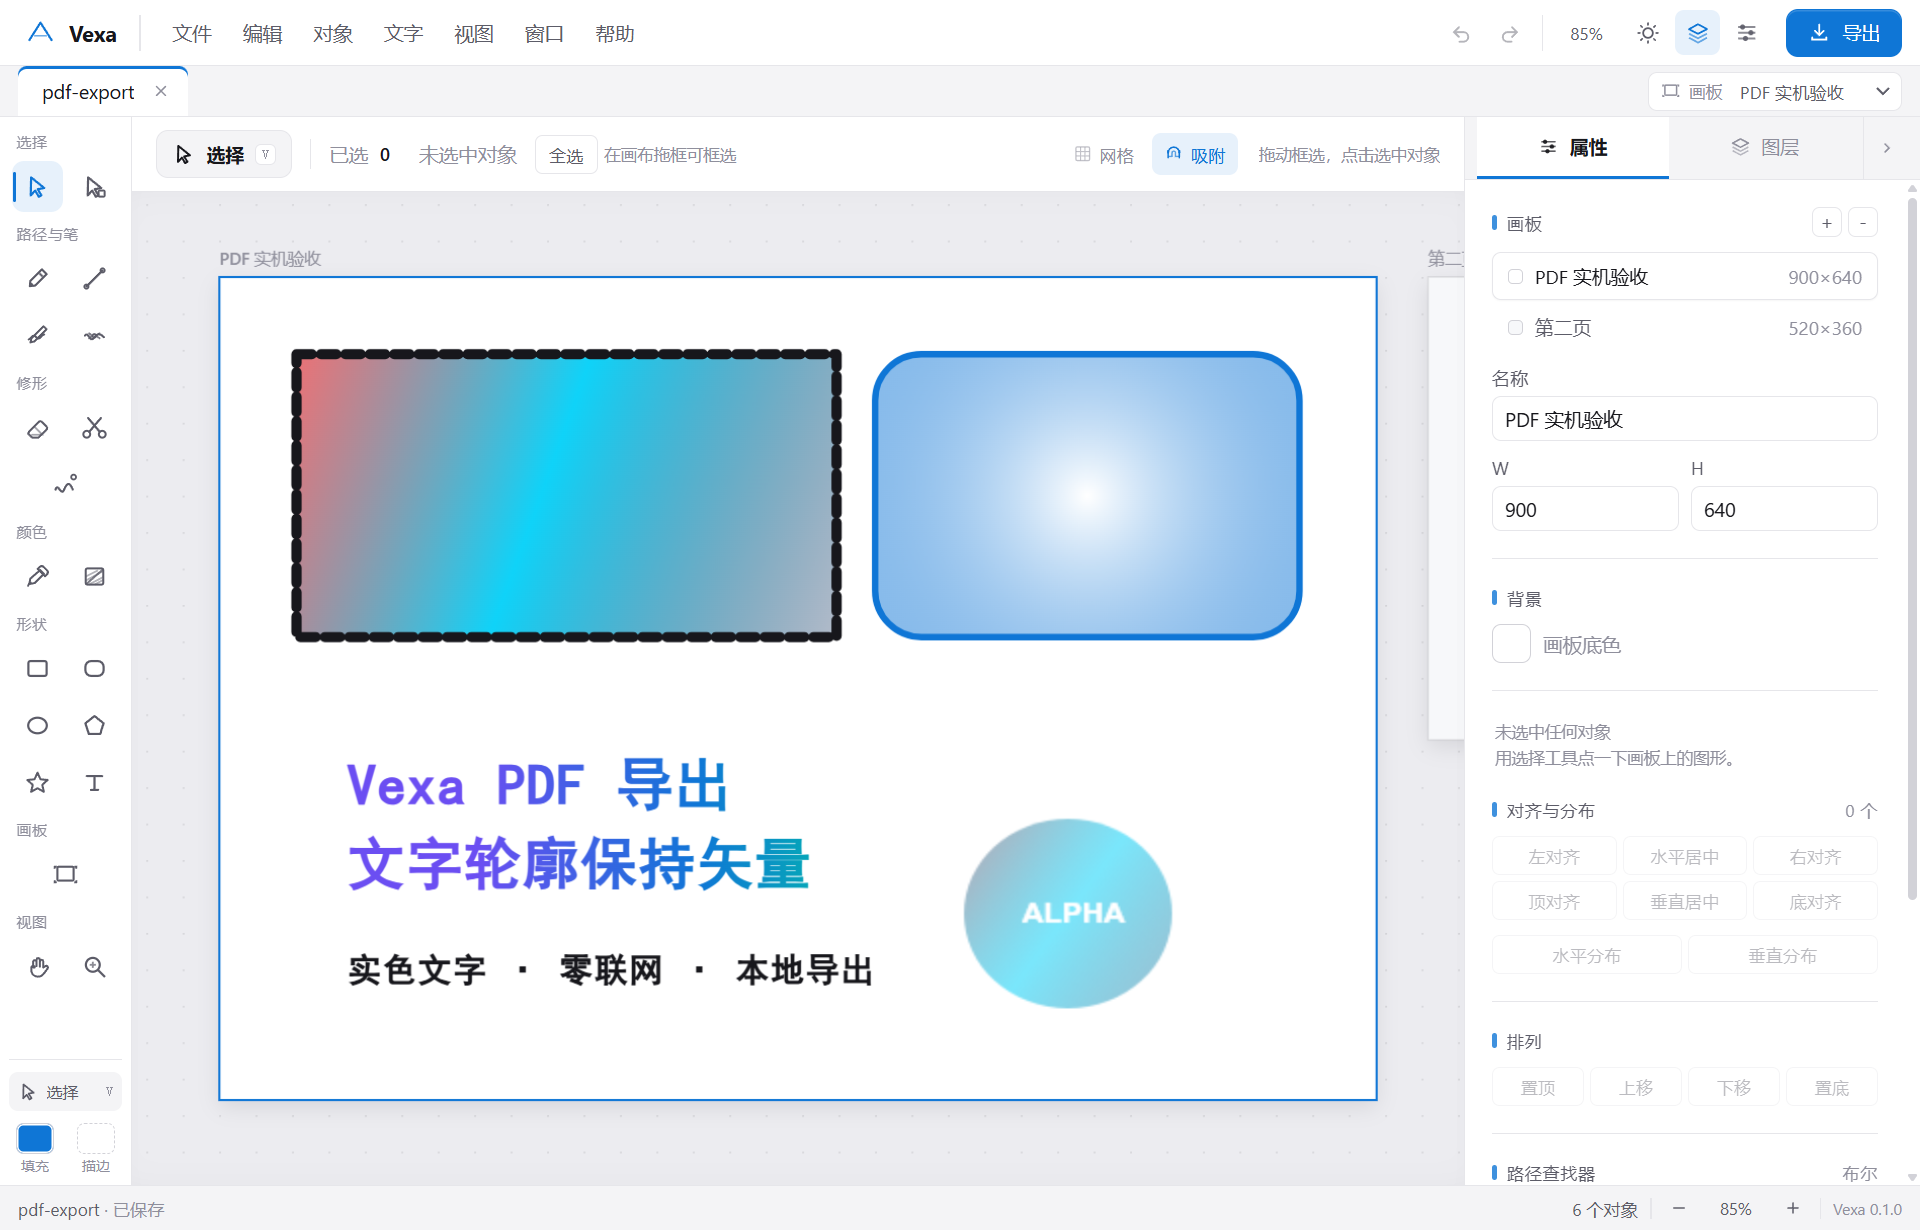 Vexa
文件 编辑 对象 文字 视图 窗口 帮助
85%
导出
pdf-export
画板 PDF 实机验收
选择
路径与笔
修形
颜色
形状
画板
视图
选择 V
填充 描边
选择 V
已选 0 未选中对象 全选 在画布拖框可框选
网格 吸附 拖动框选，点击选中对象
PDF 实机验收
第二
Vexa PDF 导出
文字轮廓保持矢量
实色文字 · 零联网 · 本地导出
ALPHA
属性 图层
画板 + -
PDF 实机验收 900×640
第二页 520×360
名称
PDF 实机验收
W H
900 640
背景
画板底色
未选中任何对象
用选择工具点一下画板上的图形。
对齐与分布 0 个
左对齐 水平居中 右对齐
顶对齐 垂直居中 底对齐
水平分布 垂直分布
排列
置顶 上移 下移 置底
路径查找器 布尔
pdf-export · 已保存
6 个对象 − 85% + Vexa 0.1.0